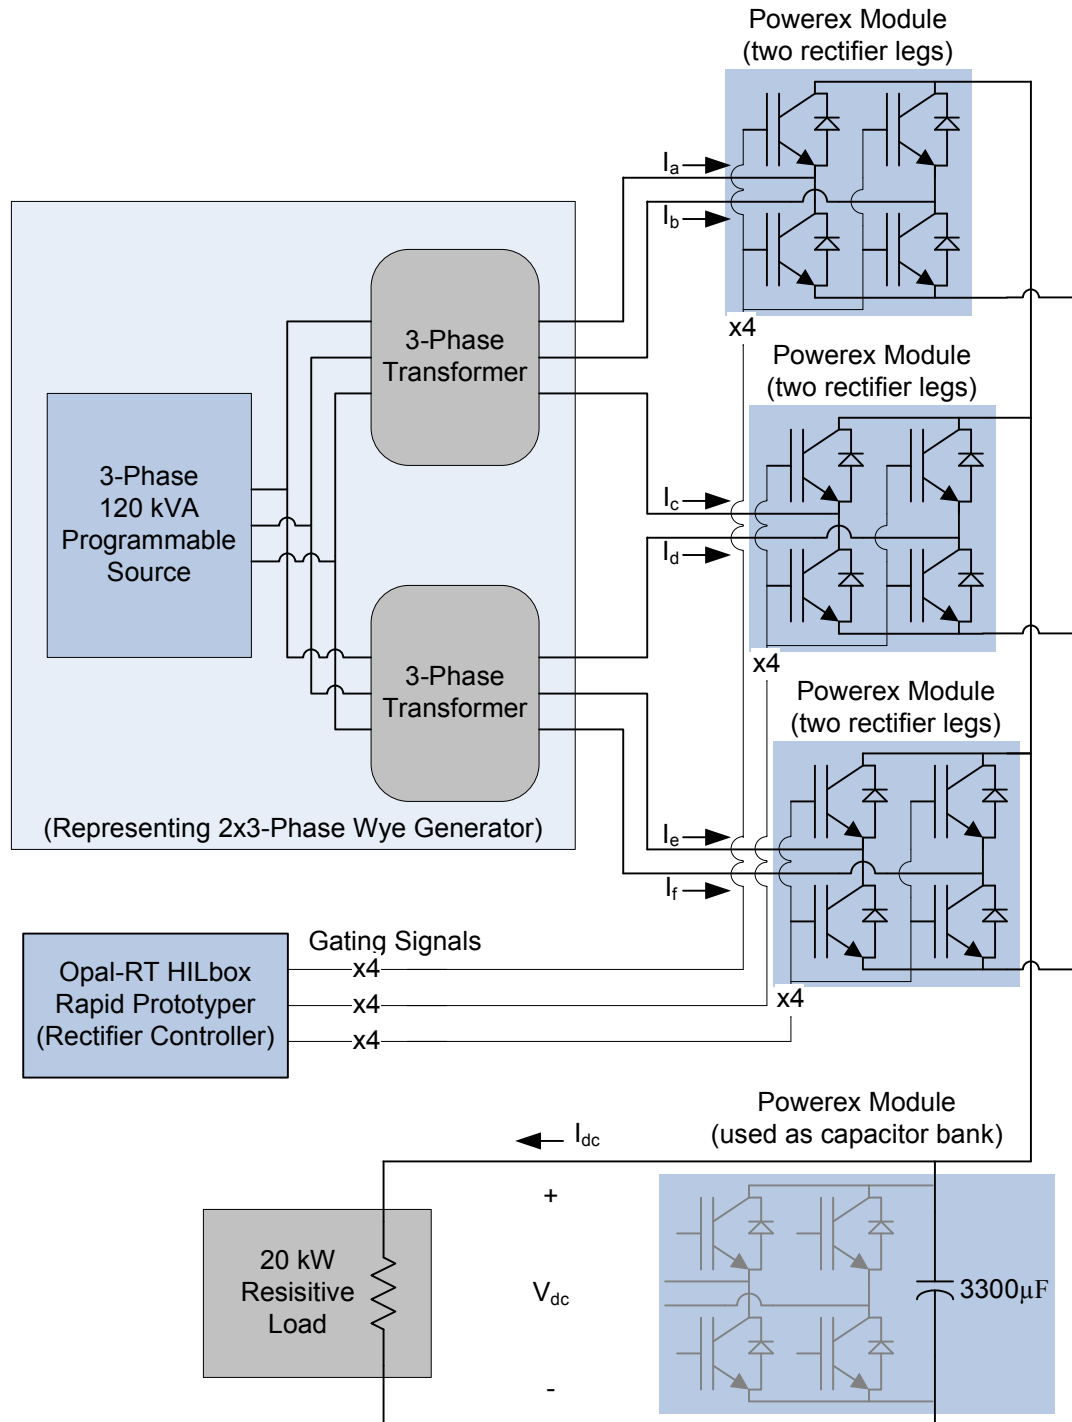 Powerex Module
(two rectifier legs)
Ia
Ib
x4
3-Phase
Transformer
Powerex Module
(two rectifier legs)
3-Phase
120 kVA
Programmable
Source
Ic
Id
x4
3-Phase
Transformer
Powerex Module
(two rectifier legs)
(Representing 2x3-Phase Wye Generator)
Ie
If
x4
Gating Signals
Opal-RT HILbox
Rapid Prototyper
(Rectifier Controller)
x4
x4
x4
Powerex Module
(used as capacitor bank)
Idc
+
20 kW
Resisitive
Load
Vdc
-
3300µF